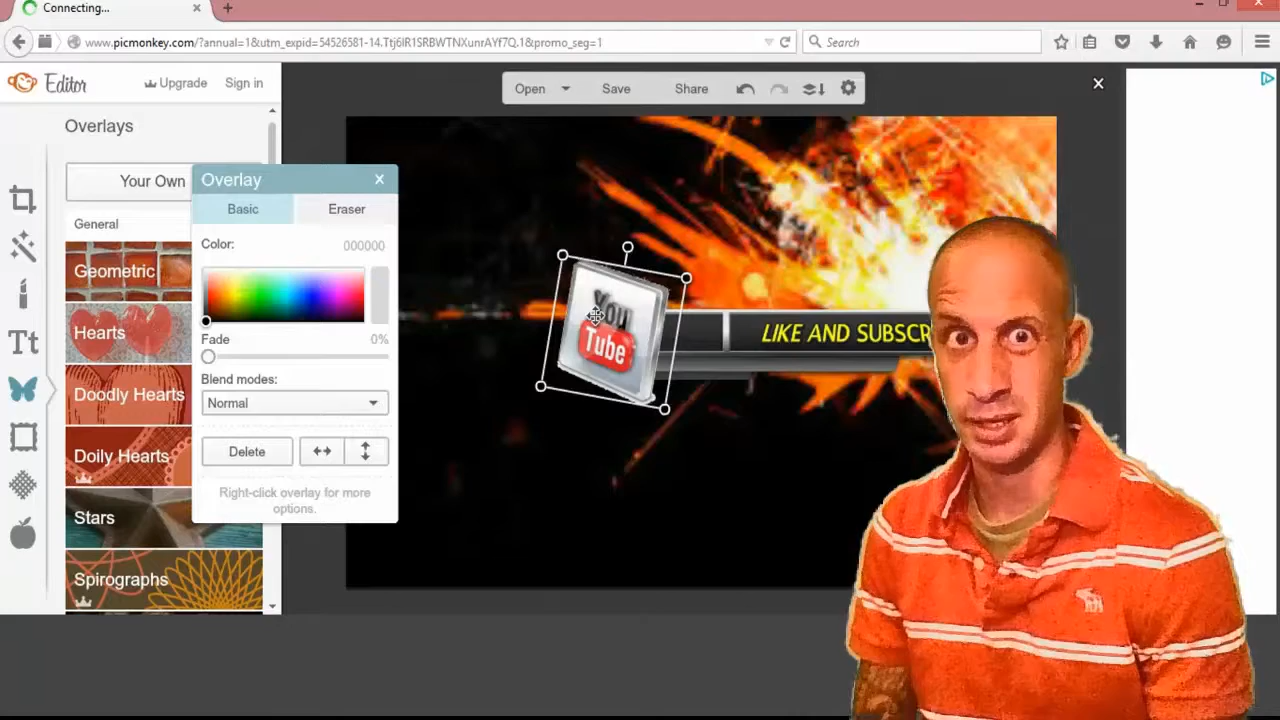 Connecting...
www.picmonkey.com/?annual=1&utm_expid=54526581-14.Ttj6lR1SRBWTNXunrAYf7Q.1&promo_seg=1
Search
Editor
Upgrade
Sign in
Open
Save
Share
Overlays
Your Own
General
Geometric
Hearts
Doodly Hearts
Doily Hearts
Stars
Spirographs
Overlay
Basic
Eraser
Color:
000000
Fade
0%
Blend modes:
Normal
Delete
Right-click overlay for more
options.
You
Tube
LIKE AND SUBSCR